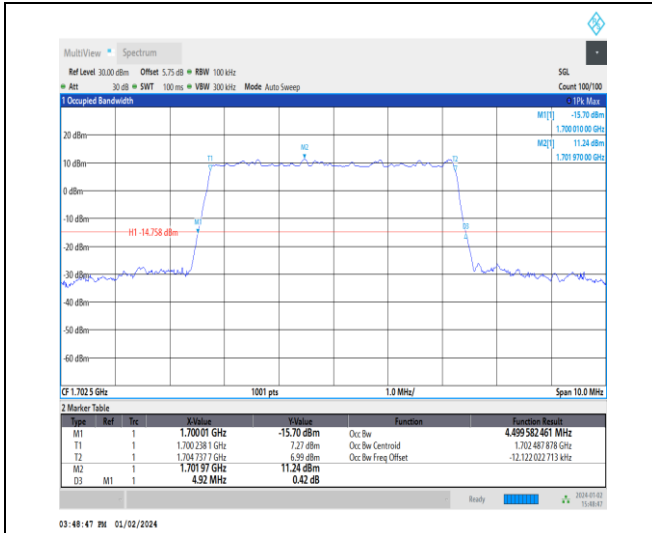 MultiView Spectrum
Ref Level 30.00 dBm Offset 5.75 dB RBW 100 kHz SGL
Att 30 dB SWT 100 ms VBW 300 kHz Mode Auto Sweep Count 100/100
1 Occupied Bandwidth 1Pk Max
M1[1] -15.70 dBm
1.700 010 00 GHz
M2[1] 11.24 dBm
1.701 970 00 GHz
20 dBm
M2
T1 T2
10 dBm
0 dBm
-10 dBm
M1 D3
H1 -14.758 dBm
-20 dBm
-30 dBm
-40 dBm
-50 dBm
-60 dBm
CF 1.702 5 GHz 1001 pts 1.0 MHz/ Span 10.0 MHz
2 Marker Table
Type Ref Trc X-Value Y-Value Function Function Result
M1 1 1.700 01 GHz -15.70 dBm Occ Bw 4.499 582 461 MHz
T1 1 1.700 238 1 GHz 7.27 dBm Occ Bw Centroid 1.702 487 878 GHz
T2 1 1.704 737 7 GHz 6.99 dBm Occ Bw Freq Offset -12.122 022 713 kHz
M2 1 1.701 97 GHz 11.24 dBm
D3 M1 1 4.92 MHz 0.42 dB
Ready 2024-01-02
15:48:47
03:48:47 PM 01/02/2024